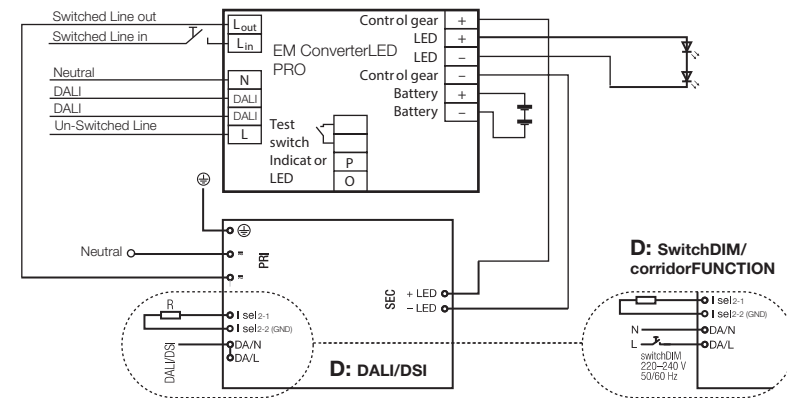 Switched Line out
Switched Line in
Neutral
DALI
DALI
Un-Switched Line
Lout
Lin
N
DALI
DALI
L
EM ConverterLED
PRO
Test
switch
Indicator
LED
P
O
Control gear +
LED +
LED –
Control gear –
Battery +
Battery –
Neutral
~
~
PRI
SEC
+ LED
– LED
R
I sel2-1
I sel2-2 (GND)
DA/N
DA/L
DALI/DSI
D: DALI/DSI
D: SwitchDIM/
corridorFUNCTION
I sel2-1
I sel2-2 (GND)
N
DA/N
L
DA/L
switchDIM
220–240 V
50/60 Hz